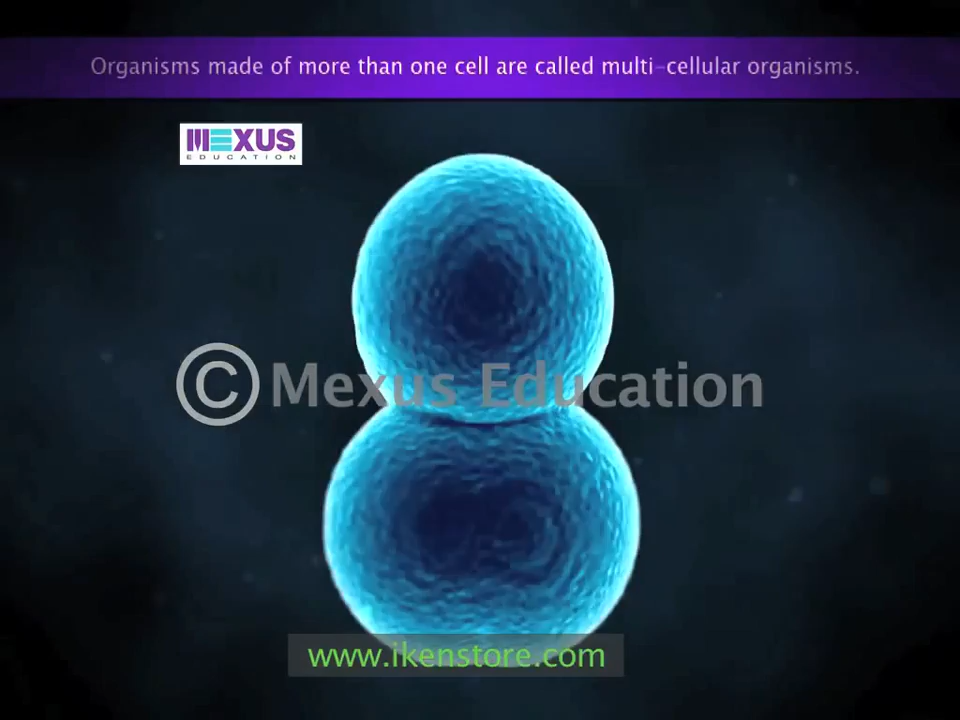 Organisms made of more than one cell are called multi-cellular organisms.
MEXUS
EDUCATION
© Mexus Education
www.ikenstore.com